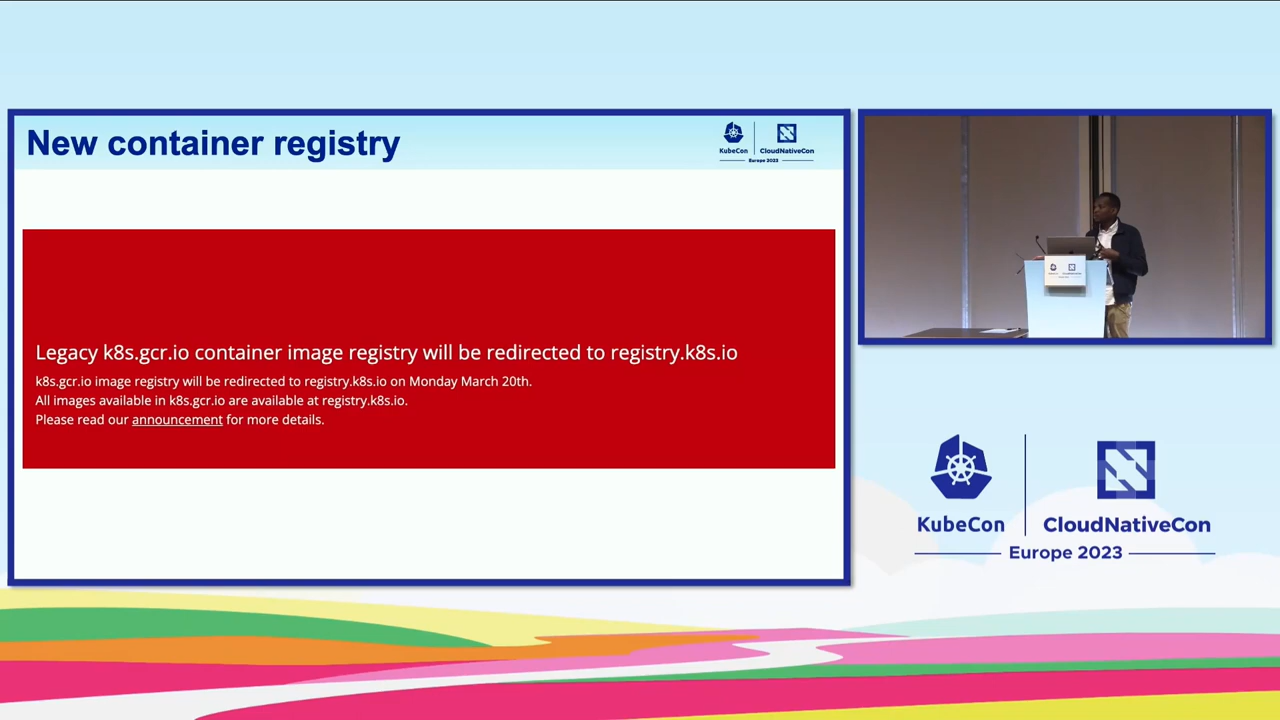 New container registry
KubeCon
CloudNativeCon
Europe 2023
Legacy k8s.gcr.io container image registry will be redirected to registry.k8s.io
k8s.gcr.io image registry will be redirected to registry.k8s.io on Monday March 20th.
All images available in k8s.gcr.io are available at registry.k8s.io.
Please read our announcement for more details.
KubeCon
CloudNativeCon
Europe 2023